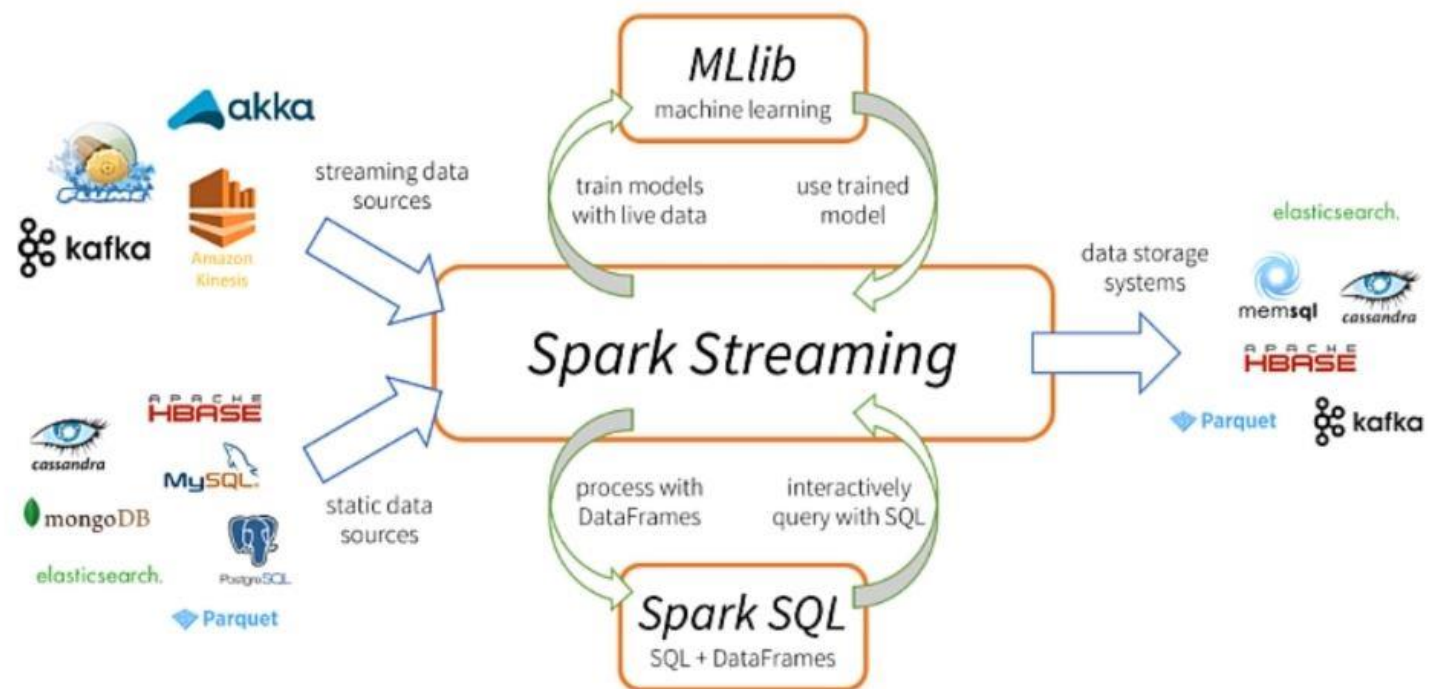 MLlib
machine learning
akka
FLUME
kafka
Amazon
Kinesis
streaming data
sources
train models
with live data
use trained
model
Spark Streaming
data storage
systems
elasticsearch.
memsql
cassandra
APACHE
HBASE
Parquet
kafka
APACHE
HBASE
cassandra
MySQL
mongoDB
PostgreSQL
elasticsearch.
Parquet
static data
sources
process with
DataFrames
interactively
query with SQL
Spark SQL
SQL + DataFrames